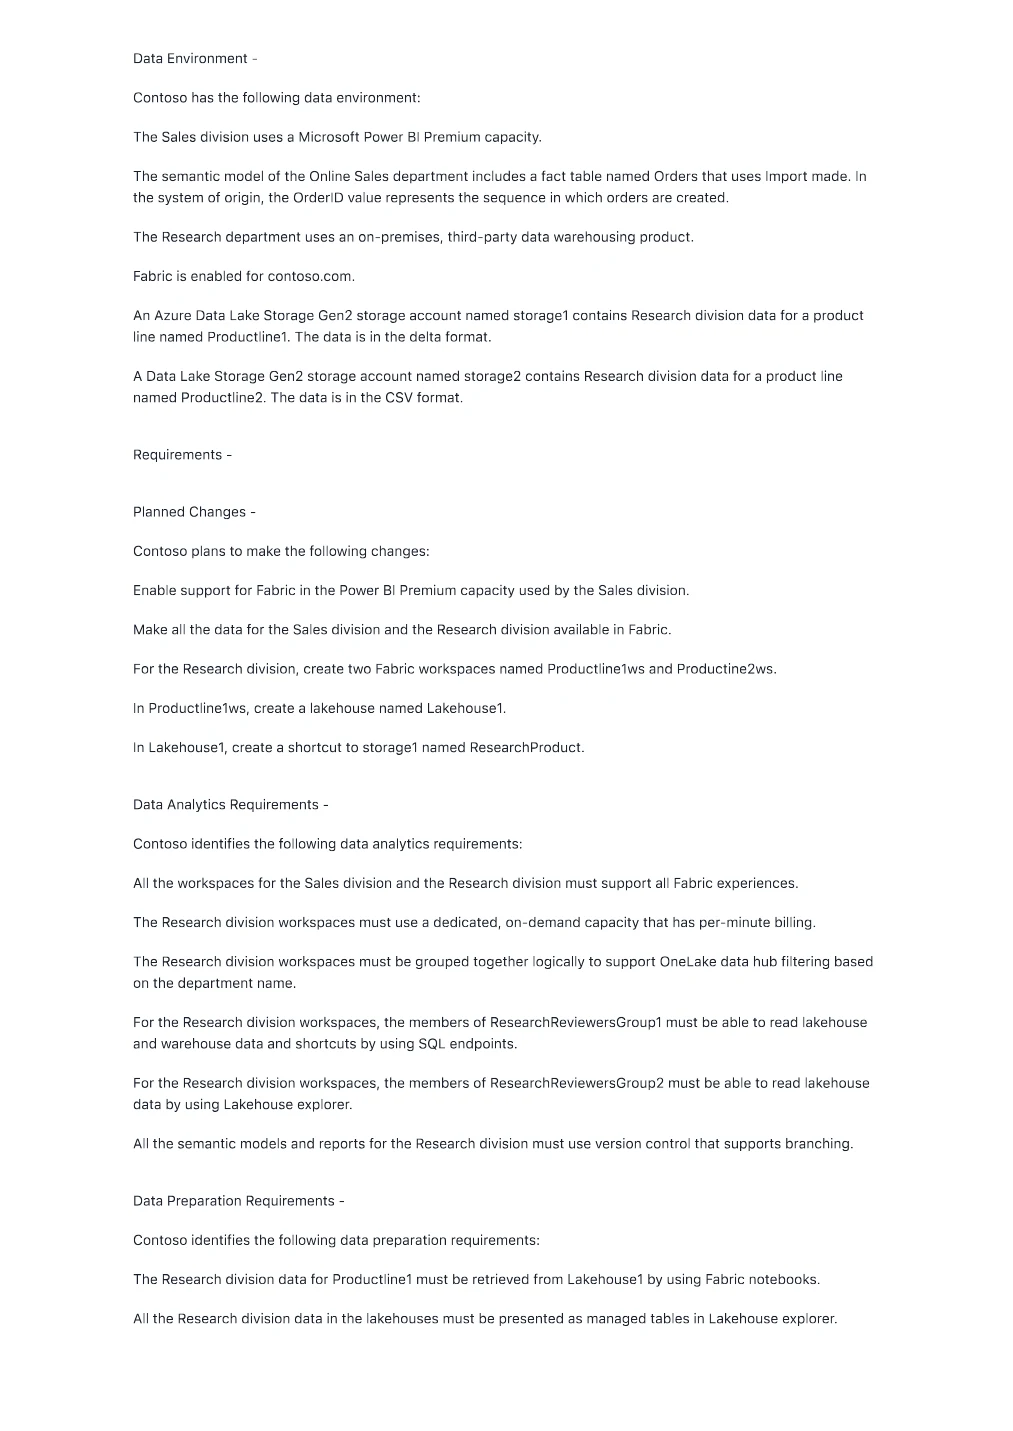 Data Environment -
Contoso has the following data environment:
The Sales division uses a Microsoft Power BI Premium capacity.
The semantic model of the Online Sales department includes a fact table named Orders that uses Import made. In
the system of origin, the OrderID value represents the sequence in which orders are created.
The Research department uses an on-premises, third-party data warehousing product.
Fabric is enabled for contoso.com.
An Azure Data Lake Storage Gen2 storage account named storage1 contains Research division data for a product
line named Productline1. The data is in the delta format.
A Data Lake Storage Gen2 storage account named storage2 contains Research division data for a product line
named Productline2. The data is in the CSV format.
Requirements -
Planned Changes -
Contoso plans to make the following changes:
Enable support for Fabric in the Power BI Premium capacity used by the Sales division.
Make all the data for the Sales division and the Research division available in Fabric.
For the Research division, create two Fabric workspaces named Productline1ws and Productine2ws.
In Productline1ws, create a lakehouse named Lakehouse1.
In Lakehouse1, create a shortcut to storage1 named ResearchProduct.
Data Analytics Requirements -
Contoso identifies the following data analytics requirements:
All the workspaces for the Sales division and the Research division must support all Fabric experiences.
The Research division workspaces must use a dedicated, on-demand capacity that has per-minute billing.
The Research division workspaces must be grouped together logically to support OneLake data hub filtering based
on the department name.
For the Research division workspaces, the members of ResearchReviewersGroup1 must be able to read lakehouse
and warehouse data and shortcuts by using SQL endpoints.
For the Research division workspaces, the members of ResearchReviewersGroup2 must be able to read lakehouse
data by using Lakehouse explorer.
All the semantic models and reports for the Research division must use version control that supports branching.
Data Preparation Requirements -
Contoso identifies the following data preparation requirements:
The Research division data for Productline1 must be retrieved from Lakehouse1 by using Fabric notebooks.
All the Research division data in the lakehouses must be presented as managed tables in Lakehouse explorer.